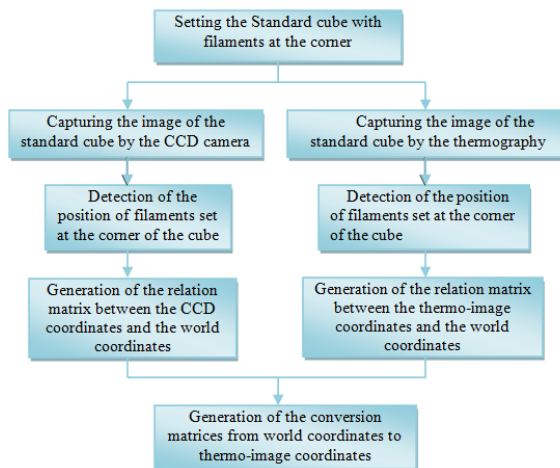 Setting the Standard cube with
filaments at the corner
Capturing the image of the
standard cube by the CCD camera
Capturing the image of the
standard cube by the thermography
Detection of the
position of filaments set
at the corner of the cube
Detection of the position
of filaments set at the corner
of the cube
Generation of the relation
matrix between the CCD
coordinates and the world
coordinates
Generation of the relation matrix
between the thermo-image
coordinates and the world
coordinates
Generation of the conversion
matrices from world coordinates to
thermo-image coordinates